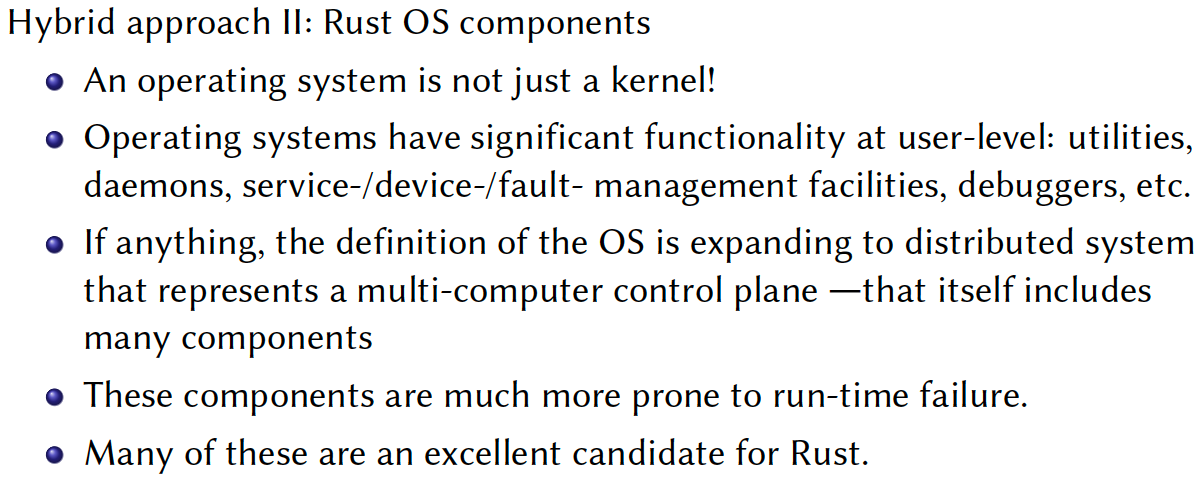 Hybrid approach II: Rust OS components
An operating system is not just a kernel!
Operating systems have significant functionality at user-level: utilities,
daemons, service-/device-/fault- management facilities, debuggers, etc.
If anything, the definition of the OS is expanding to distributed system
that represents a multi-computer control plane —that itself includes
many components
These components are much more prone to run-time failure.
Many of these are an excellent candidate for Rust.